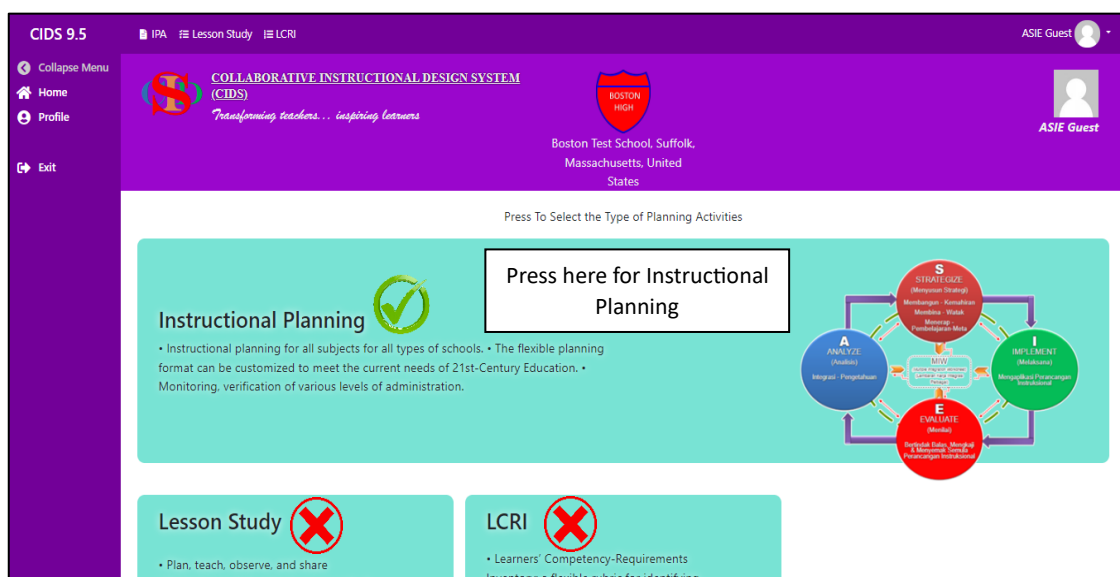 CIDS 9.5
IPA Lesson Study LCRI
ASIE Guest
Collapse Menu
Home
Profile
Exit
COLLABORATIVE INSTRUCTIONAL DESIGN SYSTEM
(CIDS)
Transforming teachers... inspiring learners
BOSTON
HIGH
Boston Test School, Suffolk,
Massachusetts, United
States
ASIE Guest
Press To Select the Type of Planning Activities
Instructional Planning
• Instructional planning for all subjects for all types of schools. • The flexible planning
format can be customized to meet the current needs of 21st-Century Education. •
Monitoring, verification of various levels of administration.
Press here for Instructional
Planning
S
STRATEGIZE
(Menyusun Strategi)
Membangun - Kemahiran
Membina - Watak
Menerap
Pembelajaran-Meta
A
ANALYZE
(Analisis)
Integrasi - Pengetahuan
MIW
I
IMPLEMENT
(Melaksana)
Mengaplikasi Perancangan
Instruksional
E
EVALUATE
(Menilai)
Bertindak Balas, Mengkaji
& Menyemak Semula
Perancangan Instruksional
Lesson Study
• Plan, teach, observe, and share
LCRI
• Learners' Competency-Requirements
Inventory a flexible rubric for identifying